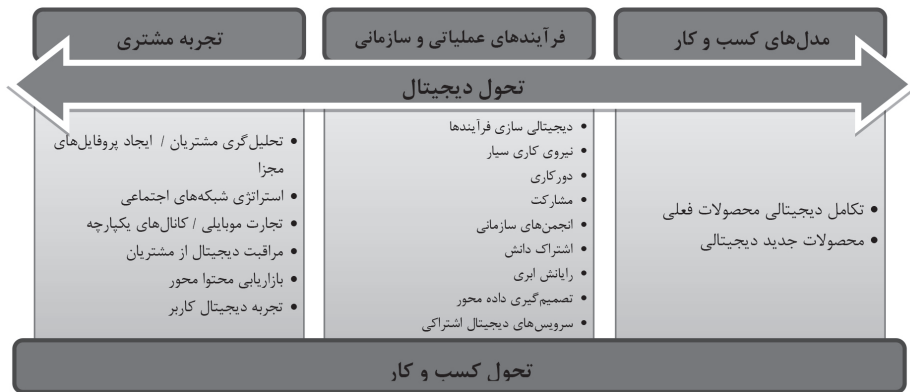 مدل‌های کسب و کار
فرآیندهای عملیاتی و سازمانی
تجربه مشتری
تحول دیجیتال
• تکامل دیجیتالی محصولات فعلی
• محصولات جدید دیجیتالی
• دیجیتالی سازی فرآیندها
• نیروی کاری سیار
• دورکاری
• مشارکت
• انجمن‌های سازمانی
• اشتراک دانش
• رایانش ابری
• تصمیم‌گیری داده محور
• سرویس‌های دیجیتال اشتراکی
• تحلیل‌گری مشتریان / ایجاد پروفایل‌های
مجزا
• استراتژی شبکه‌های اجتماعی
• تجارت موبایلی / کانال‌های یکپارچه
• مراقبت دیجیتال از مشتریان
• بازاریابی محتوا محور
• تجربه دیجیتال کاربر
تحول کسب و کار